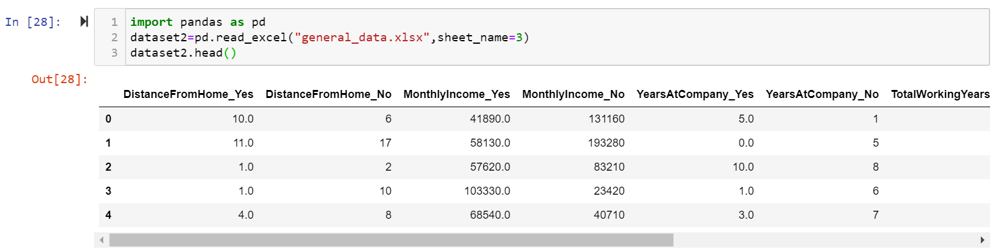 In [28]:
1 import pandas as pd
2 dataset2=pd.read_excel("general_data.xlsx",sheet_name=3)
3 dataset2.head()
Out[28]:
DistanceFromHome_Yes DistanceFromHome_No MonthlyIncome_Yes MonthlyIncome_No YearsAtCompany_Yes YearsAtCompany_No TotalWorkingYears
0 10.0 6 41890.0 131160 5.0 1
1 11.0 17 58130.0 193280 0.0 5
2 1.0 2 57620.0 83210 10.0 8
3 1.0 10 103330.0 23420 1.0 6
4 4.0 8 68540.0 40710 3.0 7